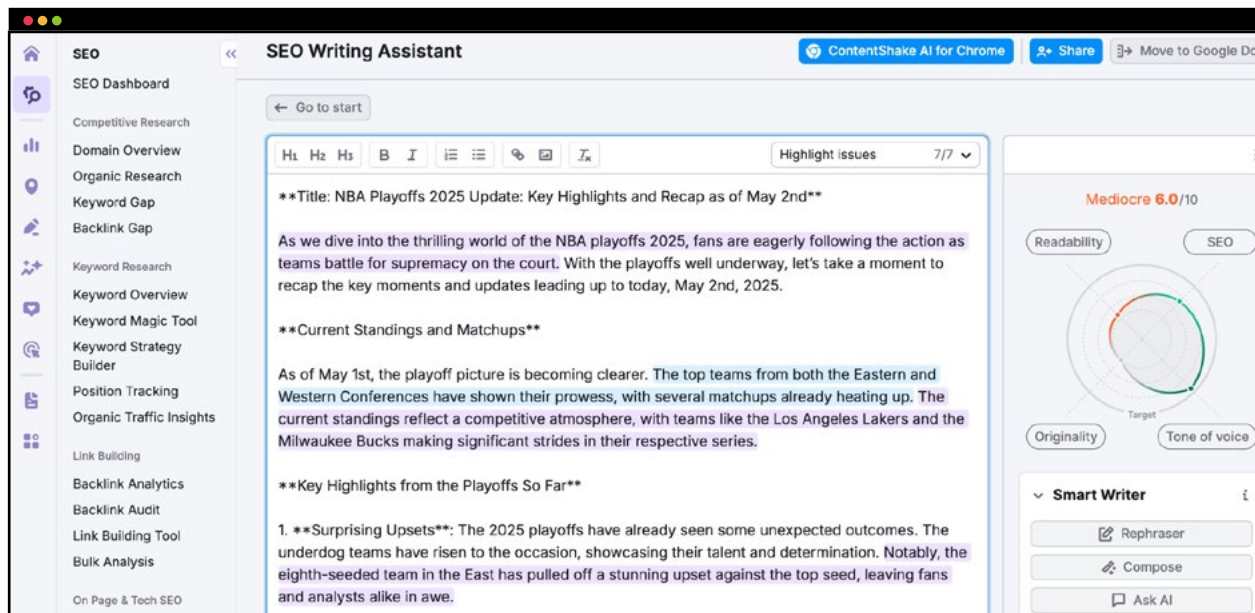 SEO
SEO Dashboard
Competitive Research
Domain Overview
Organic Research
Keyword Gap
Backlink Gap
Keyword Research
Keyword Overview
Keyword Magic Tool
Keyword Strategy
Builder
Position Tracking
Organic Traffic Insights
Link Building
Backlink Analytics
Backlink Audit
Link Building Tool
Bulk Analysis
On Page & Tech SEO
SEO Writing Assistant
ContentShake AI for Chrome
Share
Move to Google Do
← Go to start
H1 H2 H3 B I
Highlight issues 7/7
**Title: NBA Playoffs 2025 Update: Key Highlights and Recap as of May 2nd**
As we dive into the thrilling world of the NBA playoffs 2025, fans are eagerly following the action as
teams battle for supremacy on the court. With the playoffs well underway, let's take a moment to
recap the key moments and updates leading up to today, May 2nd, 2025.
**Current Standings and Matchups**
As of May 1st, the playoff picture is becoming clearer. The top teams from both the Eastern and
Western Conferences have shown their prowess, with several matchups already heating up. The
current standings reflect a competitive atmosphere, with teams like the Los Angeles Lakers and the
Milwaukee Bucks making significant strides in their respective series.
**Key Highlights from the Playoffs So Far**
1. **Surprising Upsets**: The 2025 playoffs have already seen some unexpected outcomes. The
underdog teams have risen to the occasion, showcasing their talent and determination. Notably, the
eighth-seeded team in the East has pulled off a stunning upset against the top seed, leaving fans
and analysts alike in awe.
Mediocre 6.0/10
Readability
SEO
Target
Originality
Tone of voice
Smart Writer
Rephraser
Compose
Ask AI